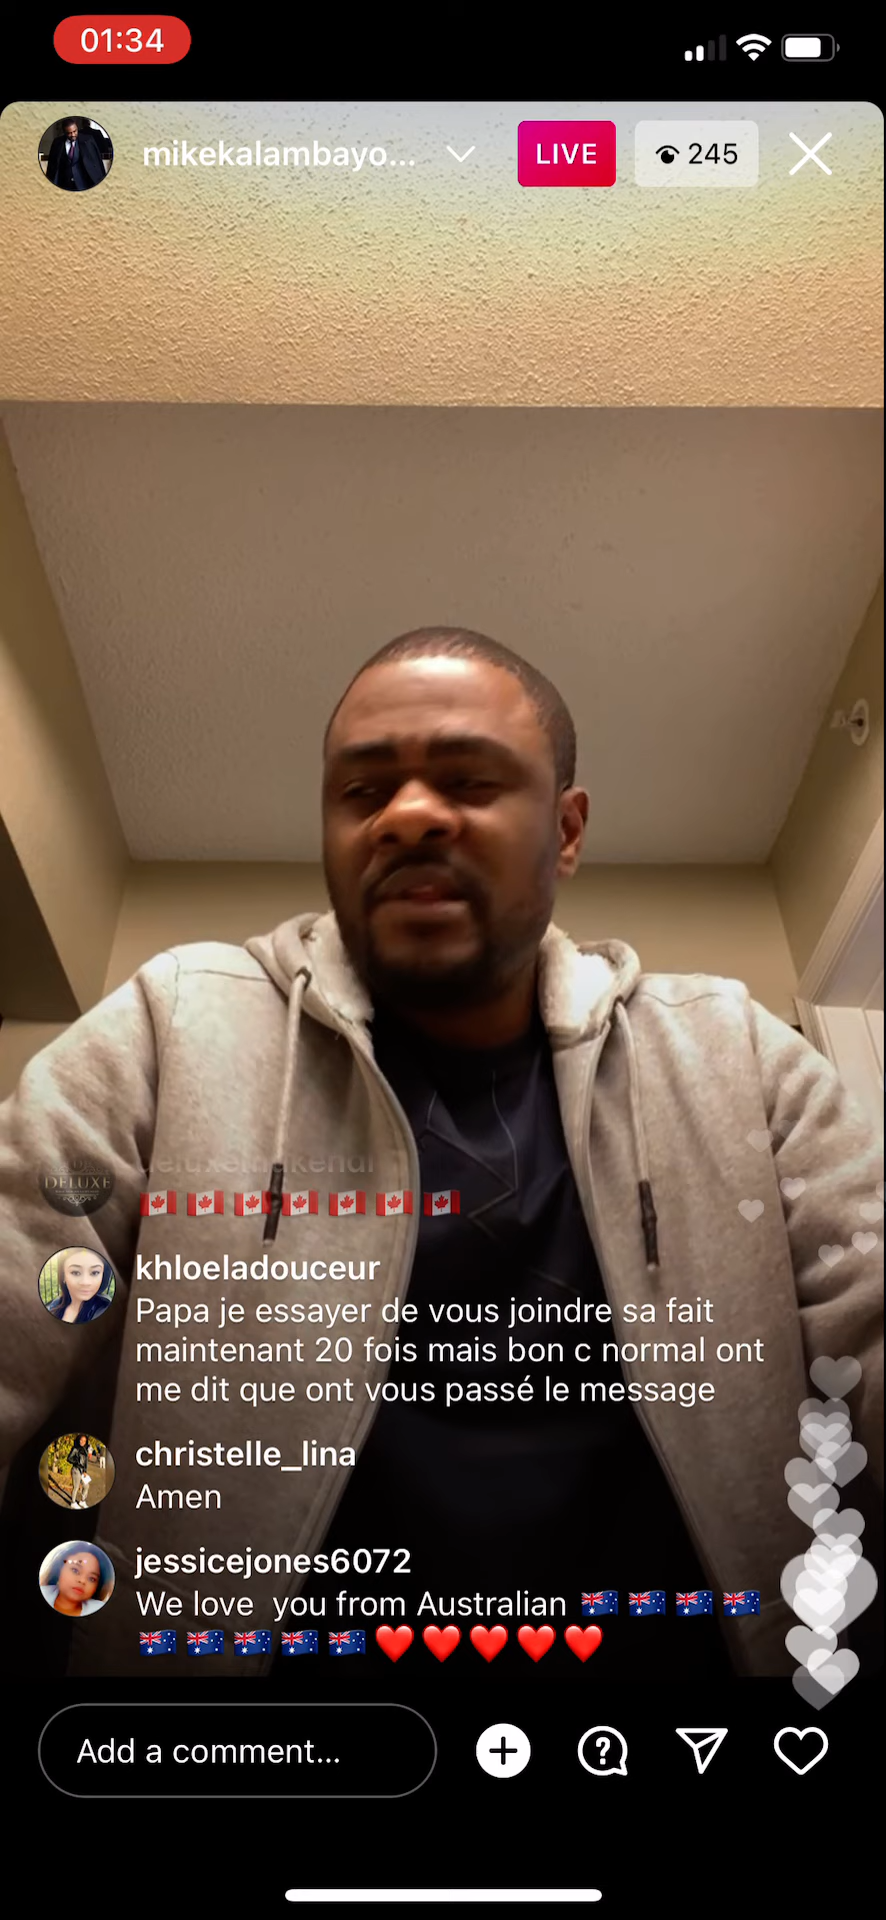 01:34
mikekalambayo...
LIVE
245
deluxemukendi
DELUXE
🇨🇦 🇨🇦 🇨🇦 🇨🇦 🇨🇦 🇨🇦 🇨🇦
khloeladouceur
Papa je essayer de vous joindre sa fait
maintenant 20 fois mais bon c normal ont
me dit que ont vous passé le message
christelle_lina
Amen
jessicejones6072
We love  you from Australian 🇦🇺 🇦🇺 🇦🇺 🇦🇺
🇦🇺 🇦🇺 🇦🇺 🇦🇺 🇦🇺 ❤️ ❤️ ❤️ ❤️ ❤️
Add a comment...